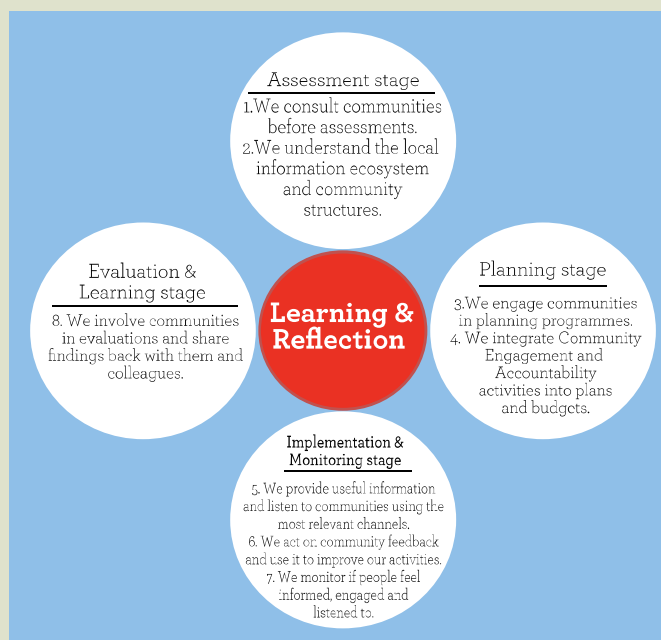 Assessment stage
1.We consult communities
before assessments.
2.We understand the local
information ecosystem
and community
structures.
Evaluation &
Learning stage
8. We involve communities
in evaluations and share
findings back with them and
colleagues.
Learning &
Reflection
Planning stage
3.We engage communities
in planning programmes.
4. We integrate Community
Engagement and
Accountability
activities into plans
and budgets.
Implementation &
Monitoring stage
5. We provide useful information
and listen to communities using the
most relevant channels.
6. We act on community feedback
and use it to improve our activities.
7. We monitor if people feel
informed, engaged and
listened to.